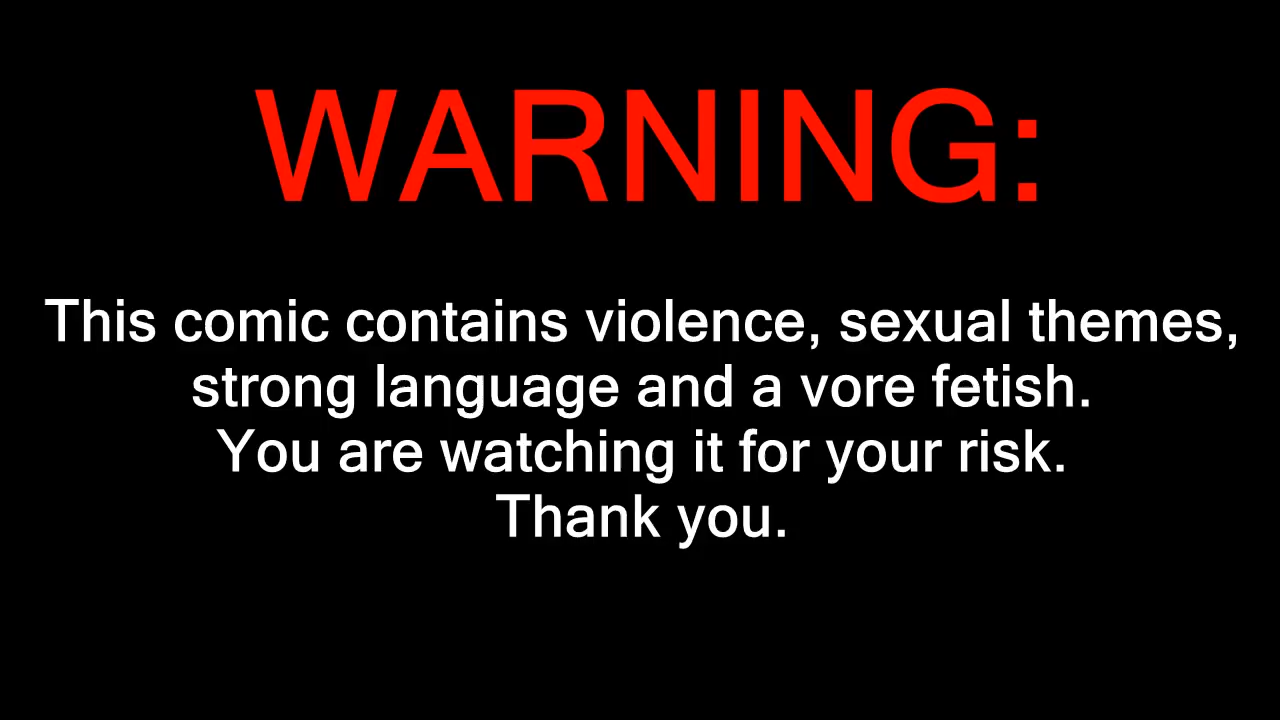 WARNING:
This comic contains violence, sexual themes,
strong language and a vore fetish.
You are watching it for your risk.
Thank you.